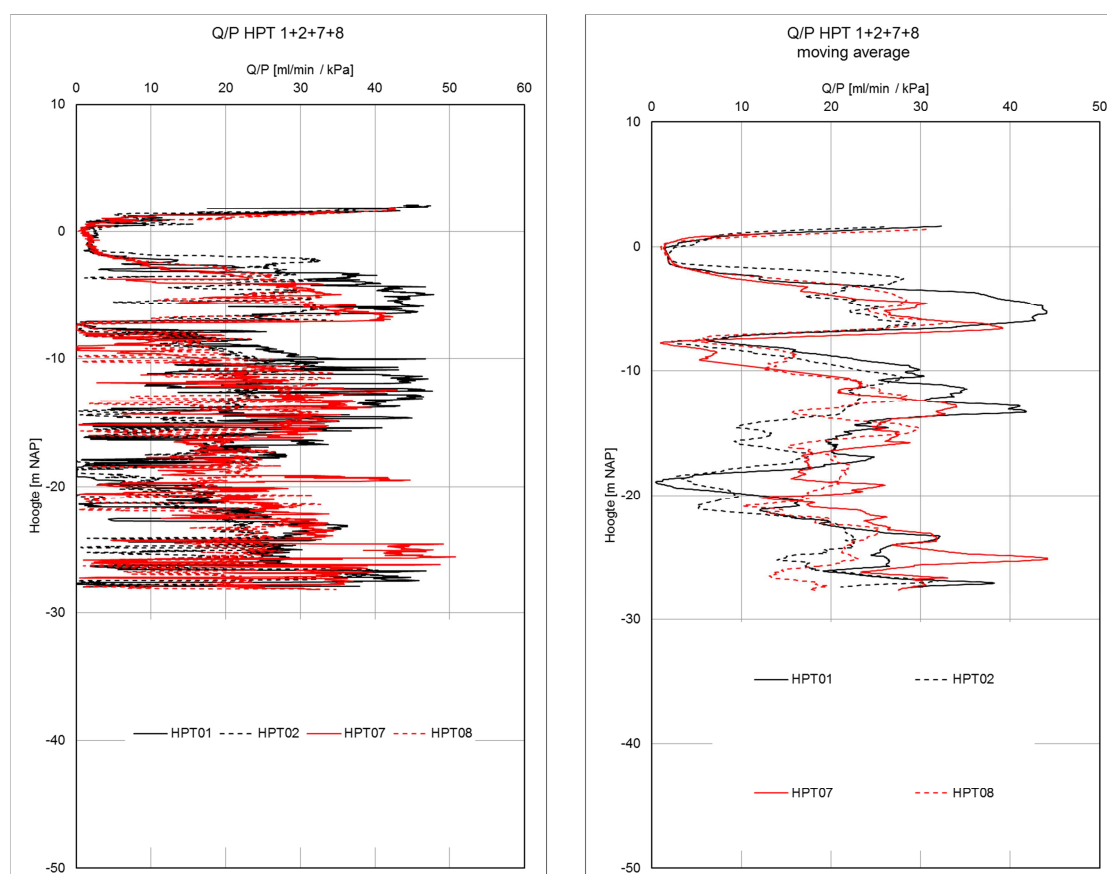 Q/P HPT 1+2+7+8
Q/P [ml/min / kPa]
0 10 20 30 40 50 60
10
0
-10
-20
-30
-40
-50
Hoogte [m NAP]
HPT01 HPT02 HPT07 HPT08
Q/P HPT 1+2+7+8
moving average
Q/P [ml/min / kPa]
0 10 20 30 40 50
10
0
-10
-20
-30
-40
-50
Hoogte [m NAP]
HPT01 HPT02
HPT07 HPT08